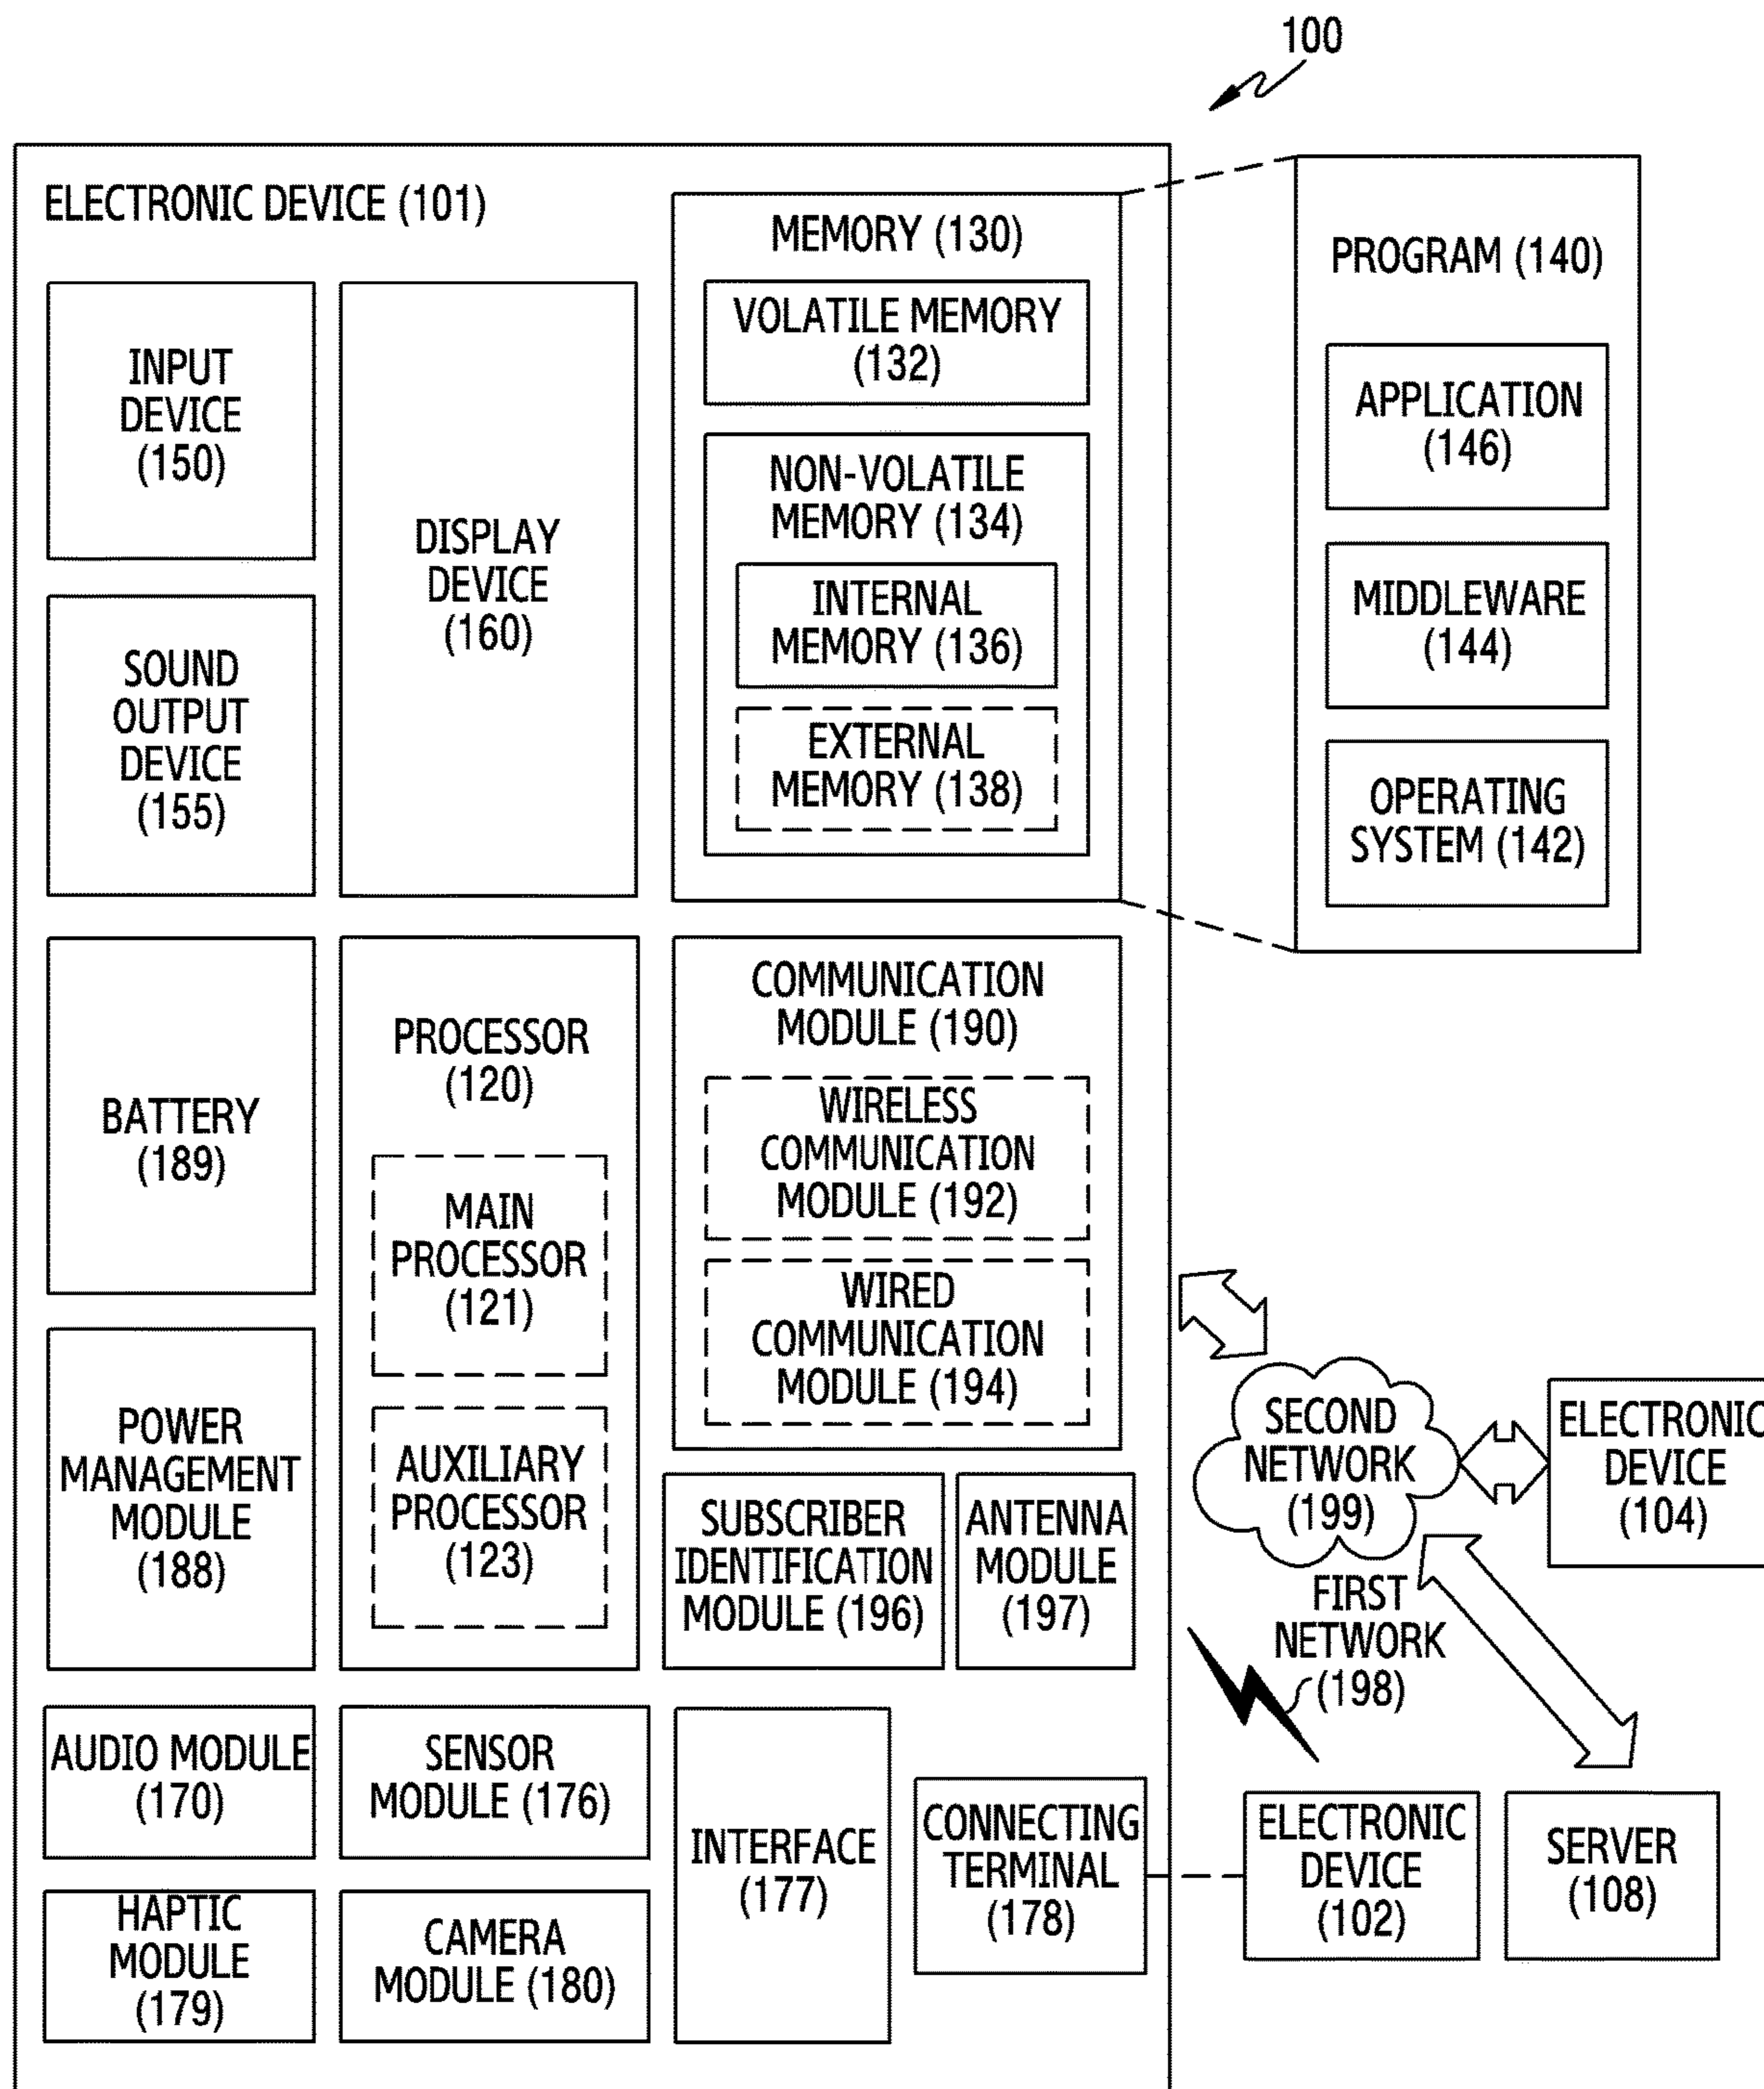 100
ELECTRONIC DEVICE (101)
INPUT
DEVICE
(150)
SOUND
OUTPUT
DEVICE
(155)
DISPLAY
DEVICE
(160)
MEMORY (130)
VOLATILE MEMORY
(132)
NON-VOLATILE
MEMORY (134)
INTERNAL
MEMORY (136)
EXTERNAL
MEMORY (138)
PROGRAM (140)
APPLICATION
(146)
MIDDLEWARE
(144)
OPERATING
SYSTEM (142)
BATTERY
(189)
POWER
MANAGEMENT
MODULE
(188)
PROCESSOR
(120)
MAIN
PROCESSOR
(121)
AUXILIARY
PROCESSOR
(123)
COMMUNICATION
MODULE (190)
WIRELESS
COMMUNICATION
MODULE (192)
WIRED
COMMUNICATION
MODULE (194)
SUBSCRIBER
IDENTIFICATION
MODULE (196)
ANTENNA
MODULE
(197)
SECOND
NETWORK
(199)
ELECTRONIC
DEVICE
(104)
FIRST
NETWORK
(198)
AUDIO MODULE
(170)
SENSOR
MODULE (176)
HAPTIC
MODULE
(179)
CAMERA
MODULE (180)
INTERFACE
(177)
CONNECTING
TERMINAL
(178)
ELECTRONIC
DEVICE
(102)
SERVER
(108)